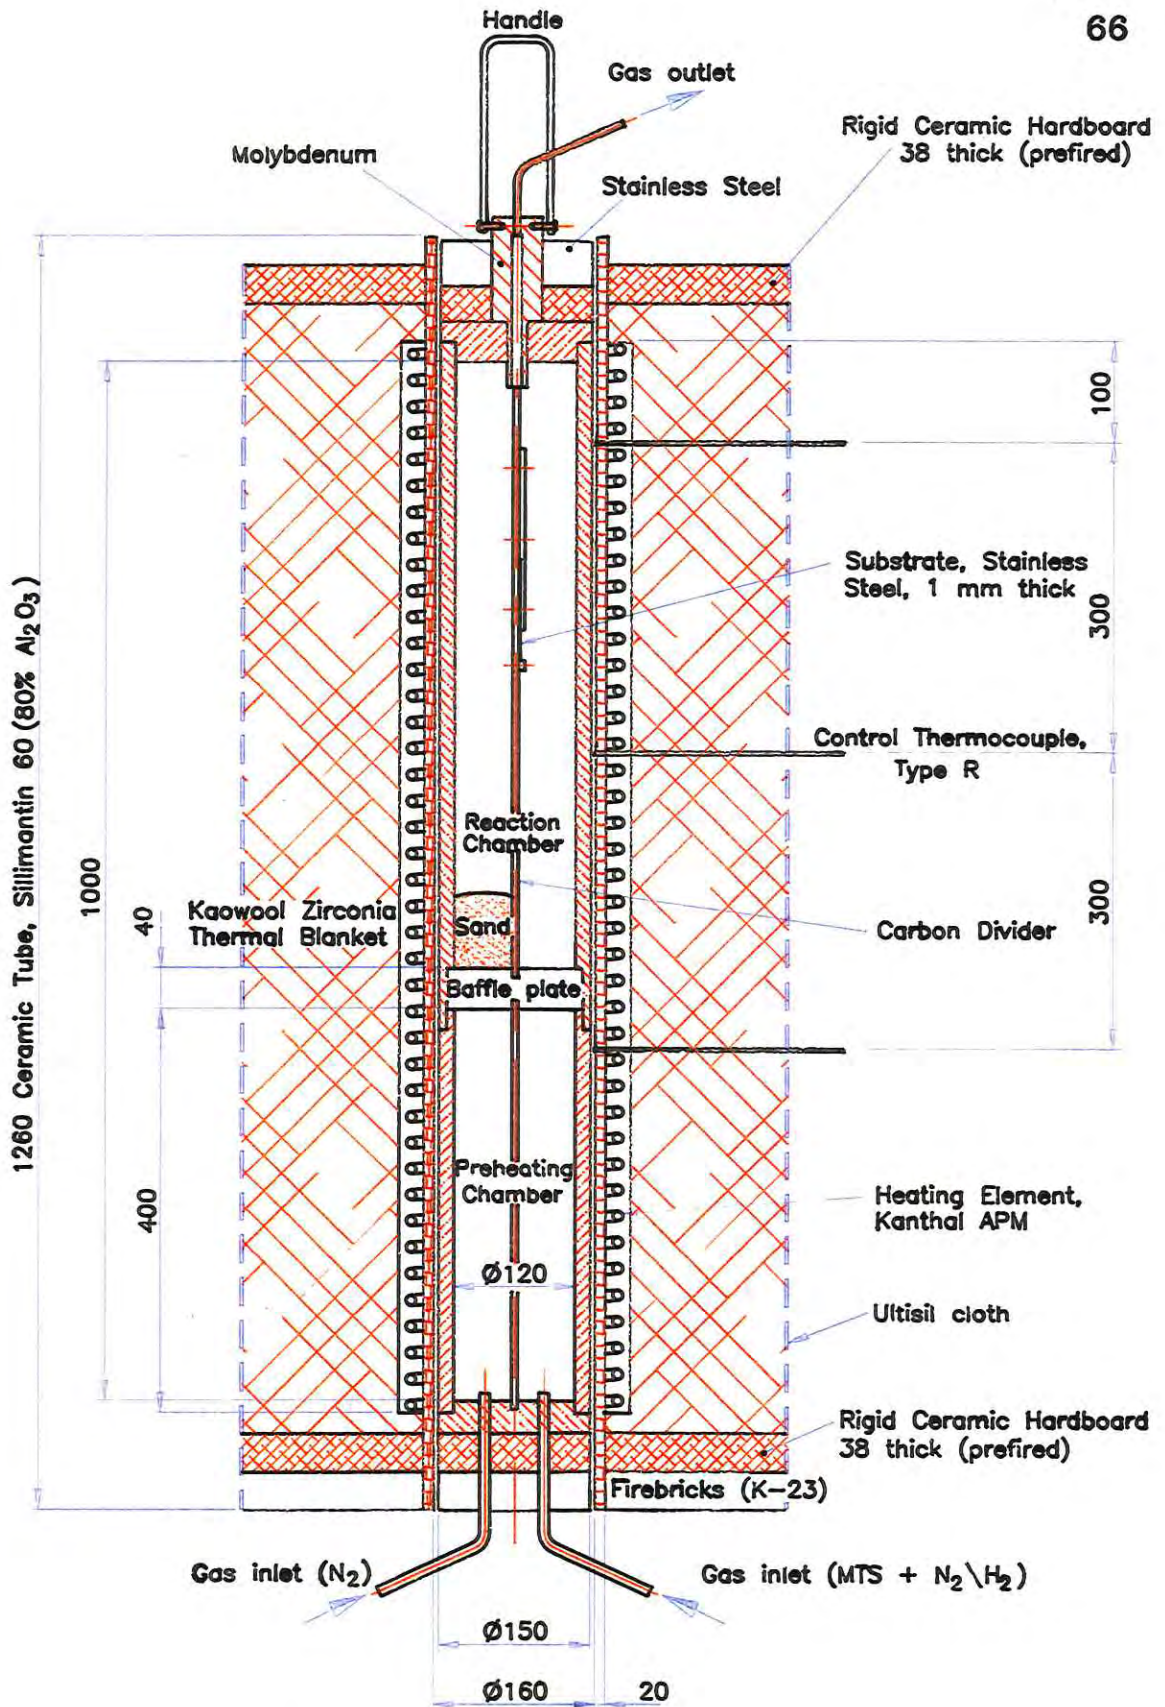 66
Handle
Gas outlet
Rigid Ceramic Hardboard
38 thick (prefired)
Molybdenum
Stainless Steel
100
Substrate, Stainless
Steel, 1 mm thick
300
1260 Ceramic Tube, Sillimantin 60 (80% Al₂O₃)
Control Thermocouple,
Type R
1000
Reaction
Chamber
40
Kaowool Zirconia
Thermal Blanket
Sand
Carbon Divider
300
Baffle plate
Preheating
Chamber
400
Heating Element,
Kanthal APM
Ø120
Ultisil cloth
Rigid Ceramic Hardboard
38 thick (prefired)
Firebricks (K-23)
Gas inlet (N₂)
Gas inlet (MTS + N₂\H₂)
Ø150
Ø160
20